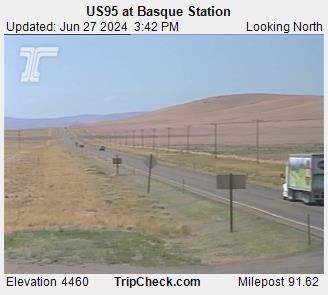 US95 at Basque Station
Updated: Jun 27 2024 3:42 PM Looking North
Elevation 4460 TripCheck.com Milepost 91.62